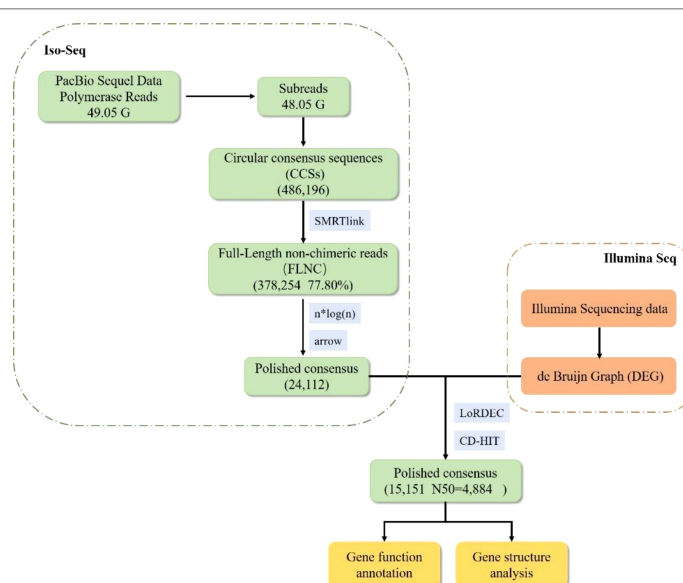 Iso-Seq
PacBio Sequel Data
Polymerase Reads
49.05 G
Subreads
48.05 G
Circular consensus sequences
(CCSs)
(486,196)
SMRTlink
Full-Length non-chimeric reads
(FLNC)
(378,254 77.80%)
n*log(n)
arrow
Polished consensus
(24,112)
Illumina Seq
Illumina Sequencing data
de Bruijn Graph (DEG)
LoRDEC
CD-HIT
Polished consensus
(15,151 N50=4,884 )
Gene function
annotation
Gene structure
analysis